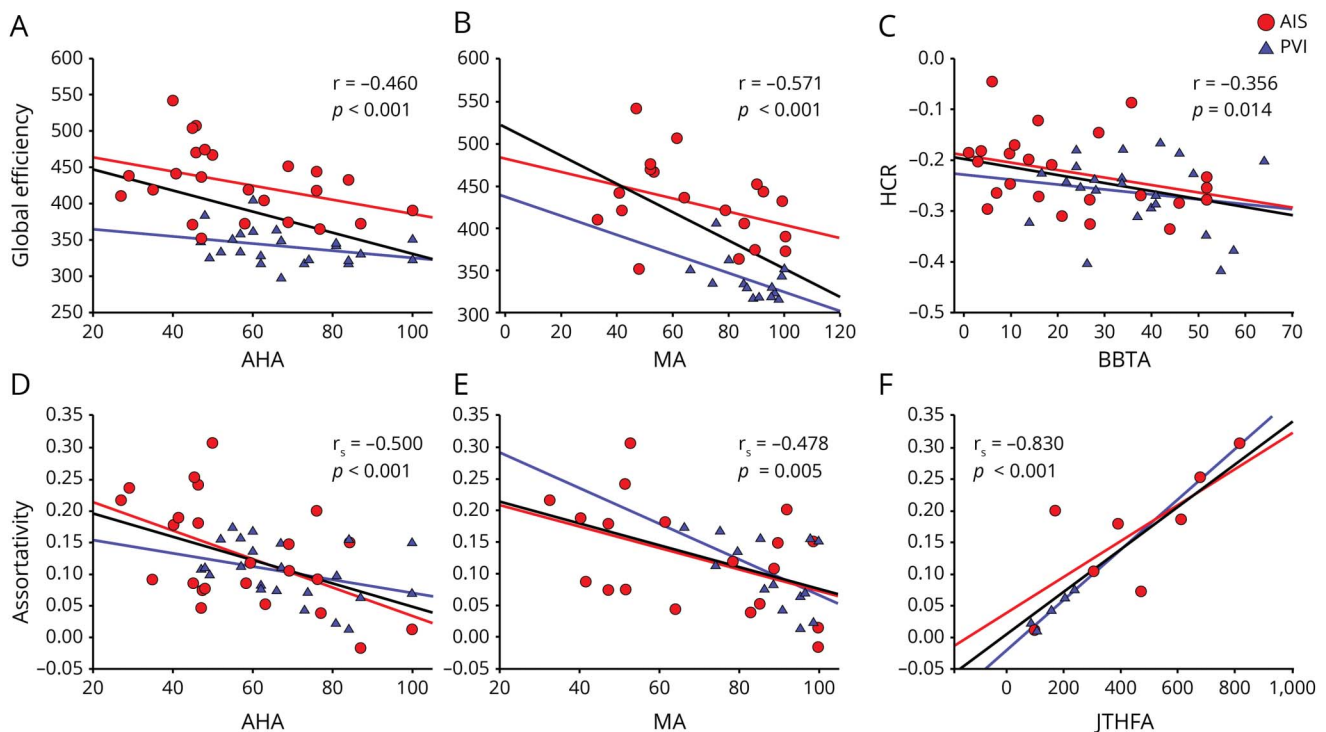 A
B
C
AIS
PVI
Global efficiency
600
550
500
450
400
350
300
250
r = −0.460
p < 0.001
20
40
60
80
100
AHA
600
550
500
450
400
350
300
r = −0.571
p < 0.001
0
20
40
60
80
100
120
MA
HCR
0.0
−0.1
−0.2
−0.3
−0.4
−0.5
r = −0.356
p = 0.014
0
10
20
30
40
50
60
70
BBTA
D
E
F
Assortativity
0.35
0.30
0.25
0.20
0.15
0.10
0.05
0.00
−0.05
rs = −0.500
p < 0.001
20
40
60
80
100
AHA
0.35
0.30
0.25
0.20
0.15
0.10
0.05
0.00
−0.05
rs = −0.478
p = 0.005
20
40
60
80
100
MA
0.35
0.30
0.25
0.20
0.15
0.10
0.05
0.00
−0.05
rs = −0.830
p < 0.001
0
200
400
600
800
1,000
JTHFA